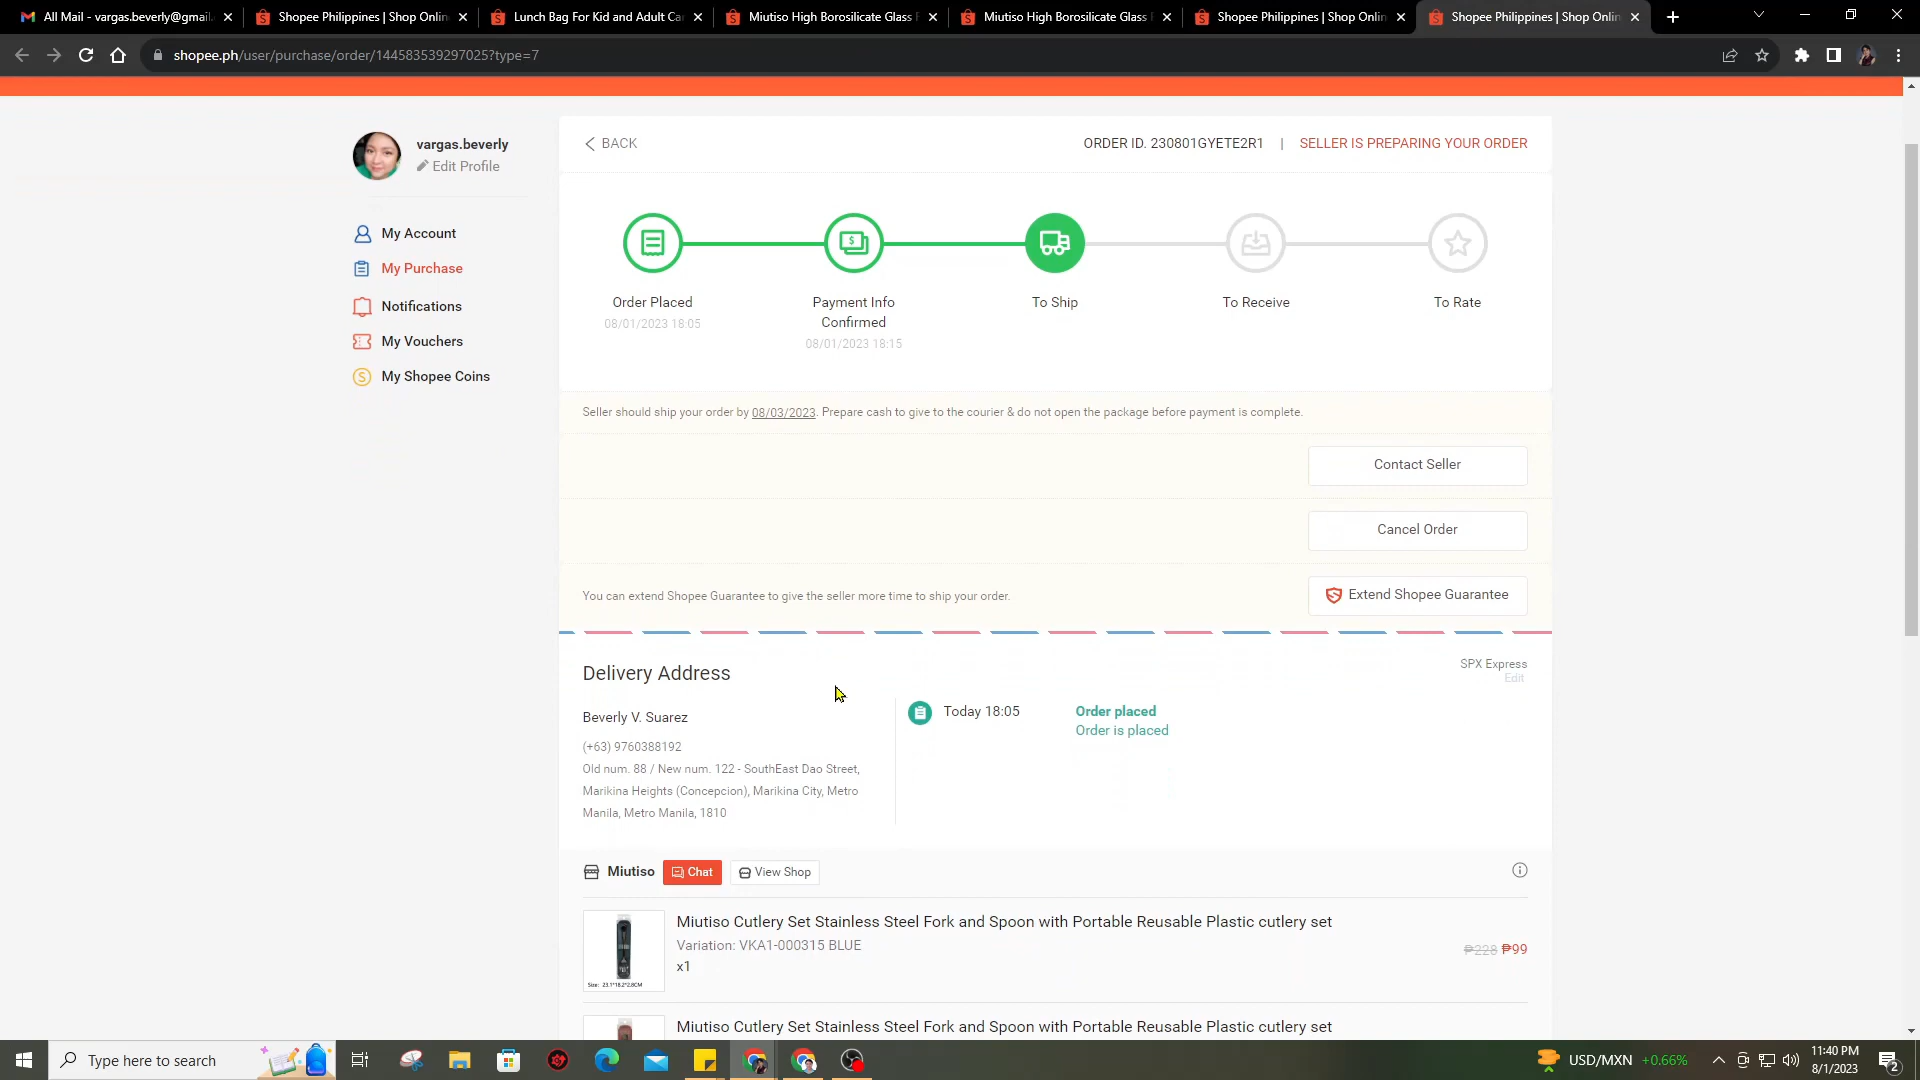 All Mail - vargas.beverly@gmail.
Shopee Philippines | Shop Onlin
Lunch Bag For Kid and Adult Ca
Miutiso High Borosilicate Glass F
Miutiso High Borosilicate Glass F
Shopee Philippines | Shop Onlin
Shopee Philippines | Shop Onlin
shopee.ph/user/purchase/order/144583539297025?type=7
vargas.beverly
Edit Profile
My Account
My Purchase
Notifications
My Vouchers
My Shopee Coins
BACK
ORDER ID. 230801GYETE2R1 | SELLER IS PREPARING YOUR ORDER
Order Placed
08/01/2023 18:05
Payment Info
Confirmed
08/01/2023 18:15
To Ship
To Receive
To Rate
Seller should ship your order by 08/03/2023. Prepare cash to give to the courier & do not open the package before payment is complete.
Contact Seller
Cancel Order
You can extend Shopee Guarantee to give the seller more time to ship your order.
Extend Shopee Guarantee
Delivery Address
SPX Express
Edit
Beverly V. Suarez
(+63) 9760388192
Old num. 88 / New num. 122 - SouthEast Dao Street,
Marikina Heights (Concepcion), Marikina City, Metro
Manila, Metro Manila, 1810
Today 18:05
Order placed
Order is placed
Miutiso
Chat
View Shop
Miutiso Cutlery Set Stainless Steel Fork and Spoon with Portable Reusable Plastic cutlery set
Variation: VKA1-000315 BLUE
x1
₱228 ₱99
Size: 23.1*18.2*2.8CM
Miutiso Cutlery Set Stainless Steel Fork and Spoon with Portable Reusable Plastic cutlery set
Type here to search
USD/MXN +0.66%
11:40 PM
8/1/2023
2